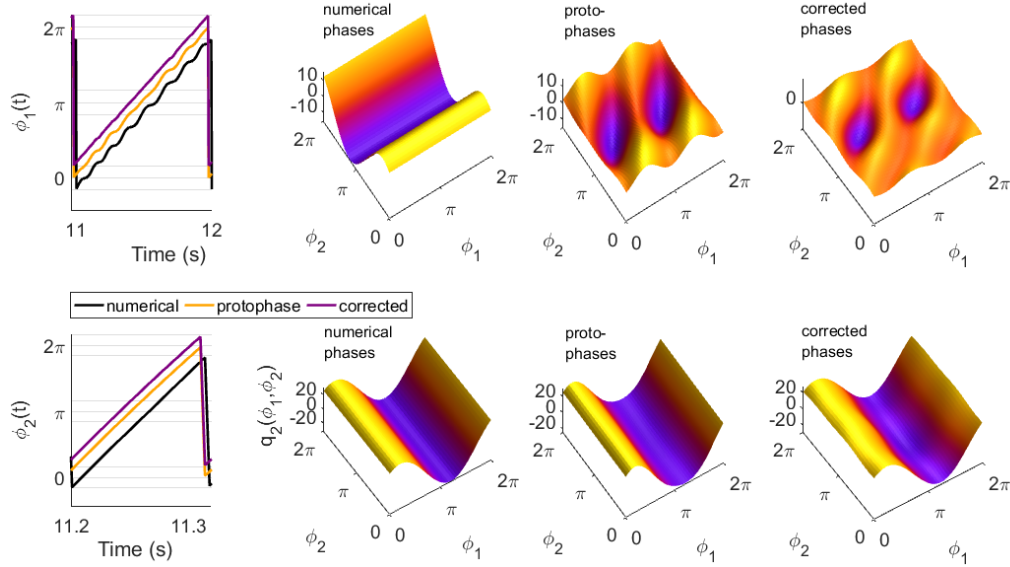 2π
π
0
ϕ₁(t)
11
12
Time (s)
numerical
phases
10
0
-10
2π
π
0
0
π
2π
ϕ₂
ϕ₁
proto-
phases
10
0
-10
2π
π
0
0
π
2π
ϕ₂
ϕ₁
corrected
phases
0
2π
π
0
0
π
2π
ϕ₂
ϕ₁
numerical protophase corrected
2π
π
0
ϕ₂(t)
11.2
11.3
Time (s)
numerical
phases
q₂(ϕ₁,ϕ₂)
20
0
-20
2π
π
0
0
π
2π
ϕ₂
ϕ₁
proto-
phases
20
0
-20
2π
π
0
0
π
2π
ϕ₂
ϕ₁
corrected
phases
20
0
-20
2π
π
0
0
π
2π
ϕ₂
ϕ₁